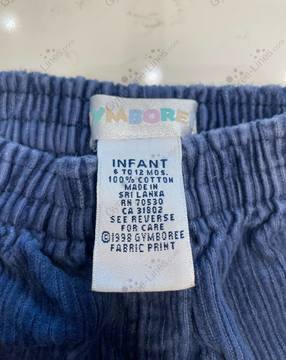 GYMBOREE
INFANT
6 TO 12 MOS.
100% COTTON
MADE IN
SRI LANKA
RN 70530
CA 31802
SEE REVERSE
FOR CARE
©1998 GYMBOREE
FABRIC PRINT